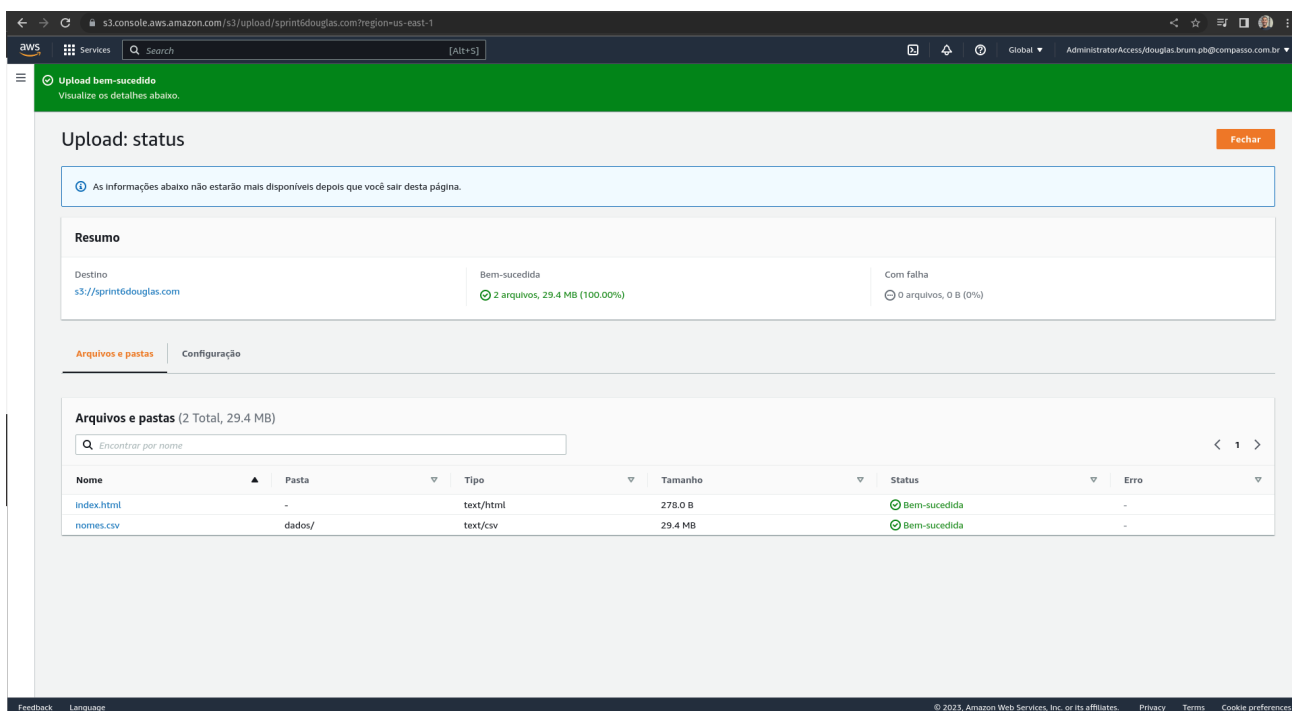 s3.console.aws.amazon.com/s3/upload/sprint6douglas.com?region=us-east-1
aws Services Search [Alt+S] Global AdministratorAccess/douglas.brum.pb@compasso.com.br
Upload bem-sucedido
Visualize os detalhes abaixo.
Upload: status
Fechar
As informações abaixo não estarão mais disponíveis depois que você sair desta página.
Resumo
Destino Bem-sucedida Com falha
s3://sprint6douglas.com 2 arquivos, 29.4 MB (100.00%) 0 arquivos, 0 B (0%)
Arquivos e pastas Configuração
Arquivos e pastas (2 Total, 29.4 MB)
Encontrar por nome
1
Nome Pasta Tipo Tamanho Status Erro
index.html - text/html 278.0 B Bem-sucedida -
nomes.csv dados/ text/csv 29.4 MB Bem-sucedida -
Feedback Language © 2023, Amazon Web Services, Inc. or its affiliates. Privacy Terms Cookie preferences